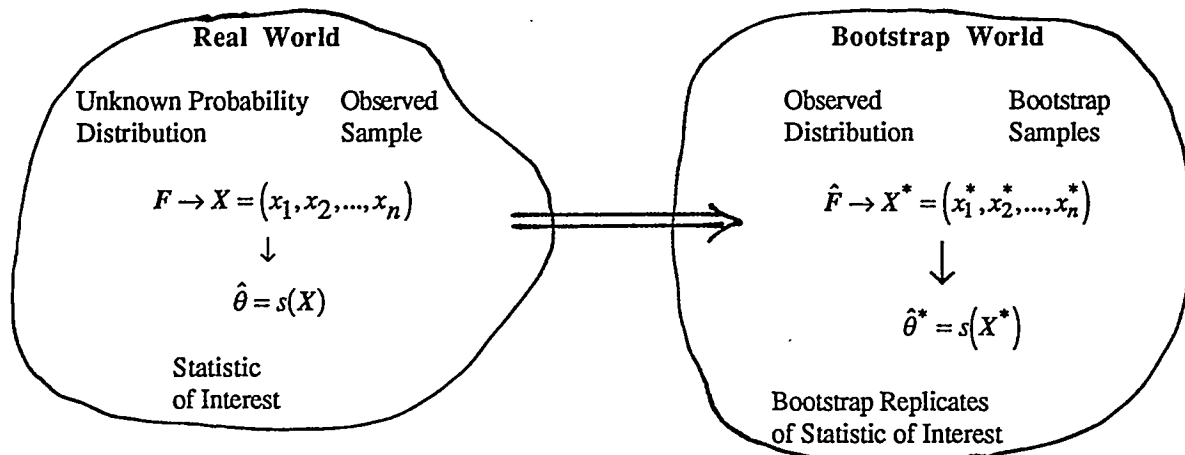 Real World
Unknown Probability Distribution
Observed Sample
F → X = (x₁, x₂, ..., xₙ)
↓
θ̂ = s(X)
Statistic
of Interest
Bootstrap World
Observed Distribution
Bootstrap Samples
F̂ → X* = (x₁*, x₂*, ..., xₙ*)
↓
θ̂* = s(X*)
Bootstrap Replicates
of Statistic of Interest